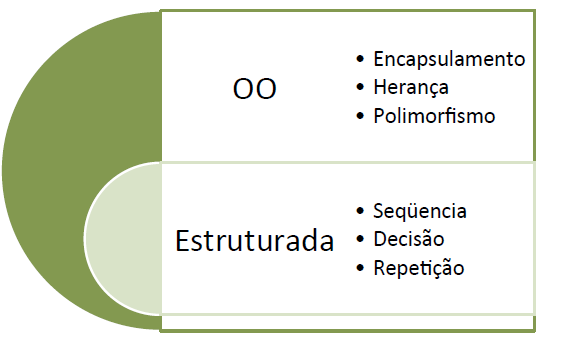 OO
• Encapsulamento
• Herança
• Polimorfismo
Estruturada
• Seqüencia
• Decisão
• Repetição